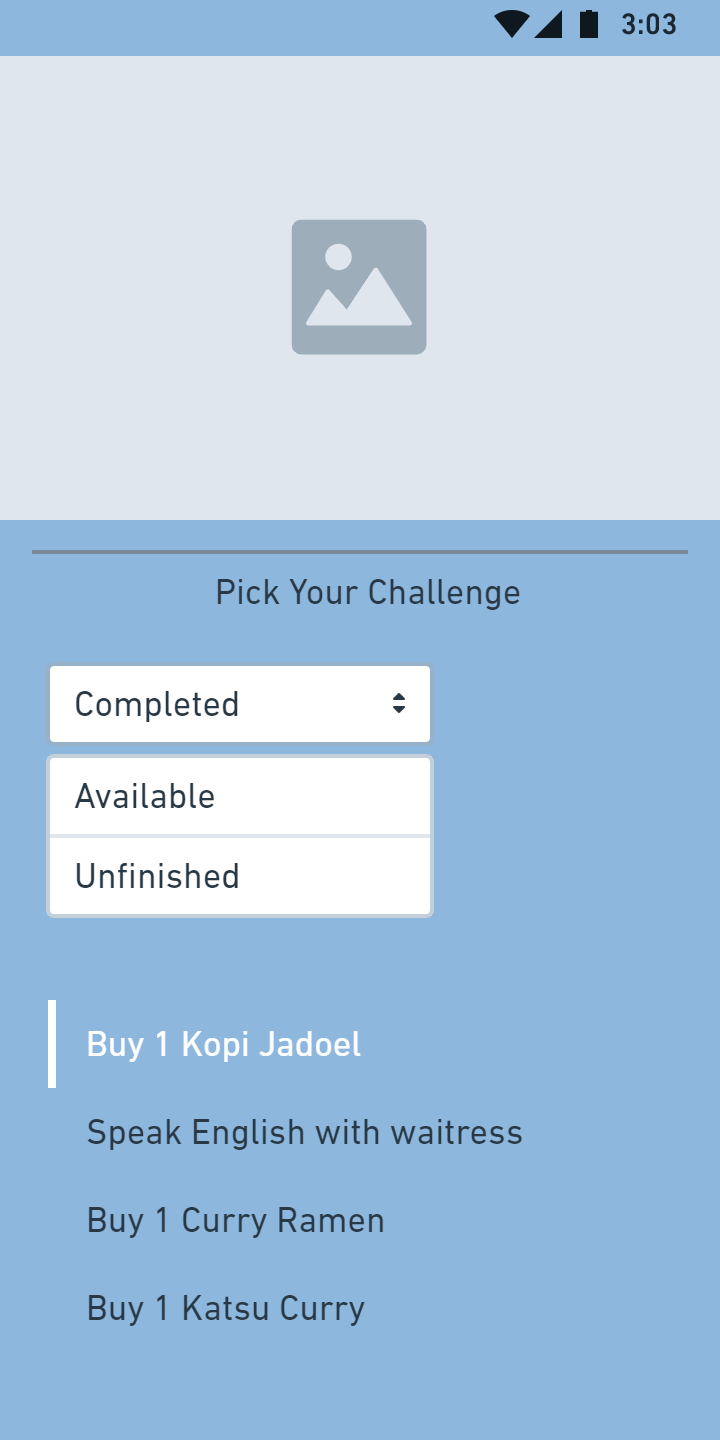 3:03
Pick Your Challenge
Completed
Available
Unfinished
Buy 1 Kopi Jadoel
Speak English with waitress
Buy 1 Curry Ramen
Buy 1 Katsu Curry